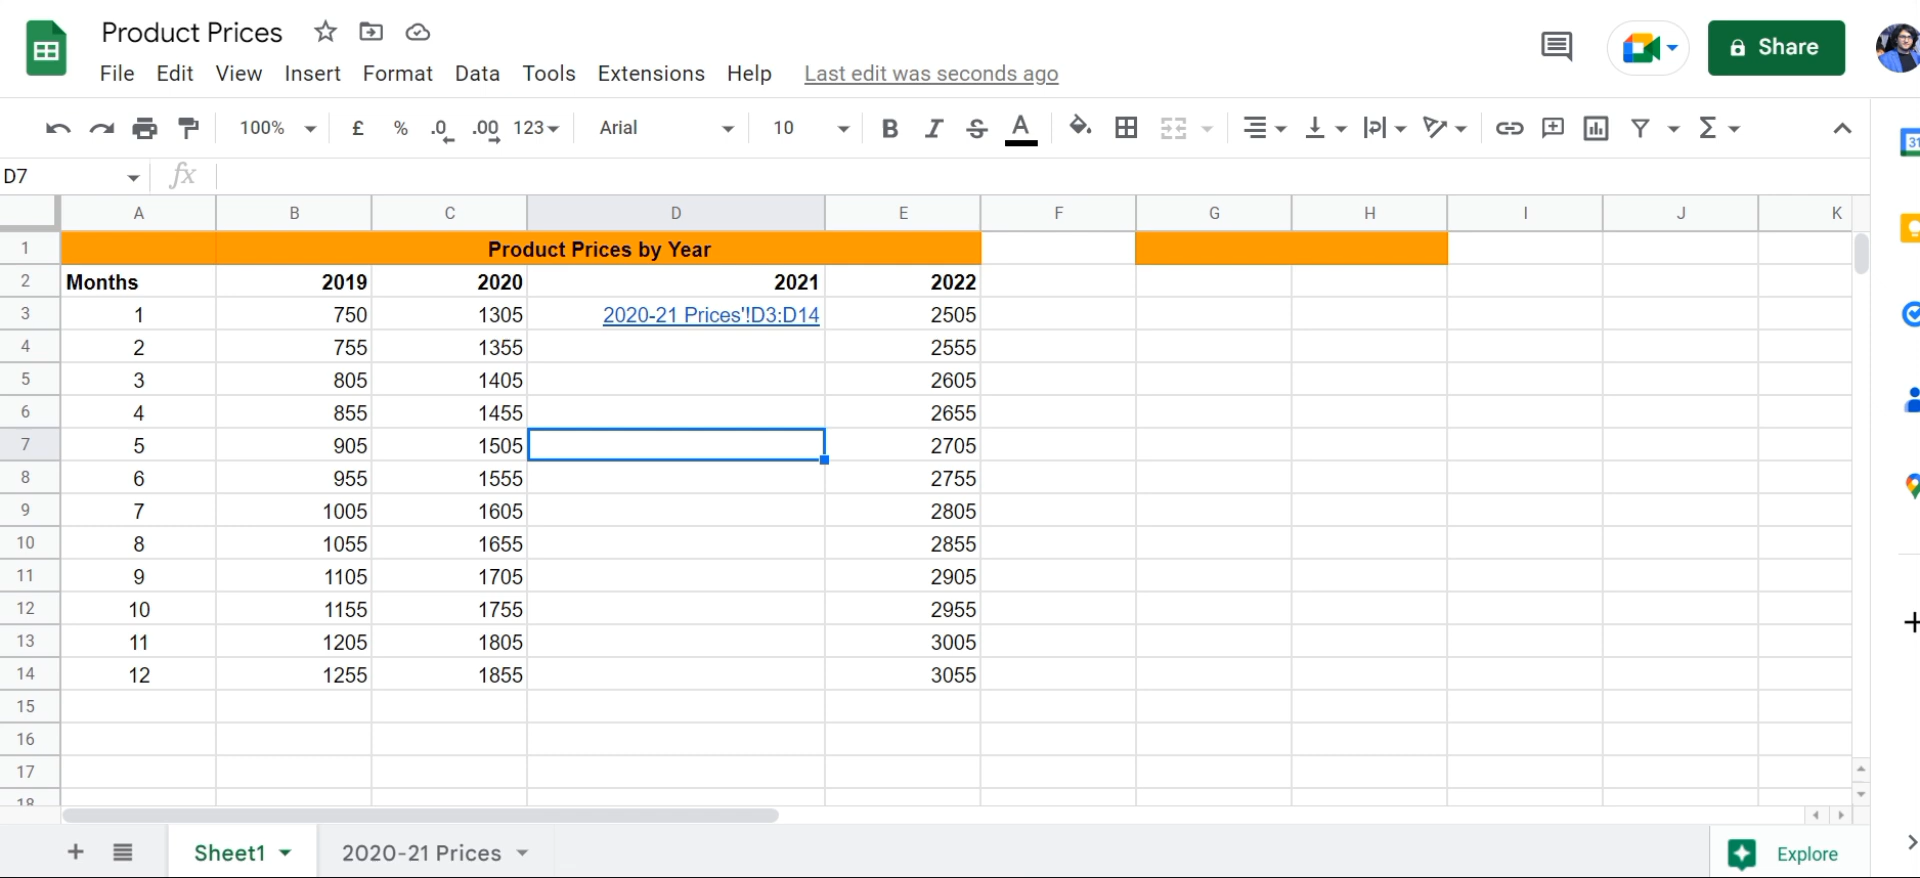 Product Prices
File Edit View Insert Format Data Tools Extensions Help Last edit was seconds ago
Share
100% £ % .0 .00 123 Arial 10 B I S A Σ
31
D7 fx
A B C D E F G H I J K
1 Product Prices by Year
2 Months 2019 2020 2021 2022
3 1 750 1305 2020-21 Prices'!D3:D14 2505
4 2 755 1355 2555
5 3 805 1405 2605
6 4 855 1455 2655
7 5 905 1505 2705
8 6 955 1555 2755
9 7 1005 1605 2805
10 8 1055 1655 2855
11 9 1105 1705 2905
12 10 1155 1755 2955
13 11 1205 1805 3005
14 12 1255 1855 3055
15
16
17
18
Sheet1 2020-21 Prices Explore